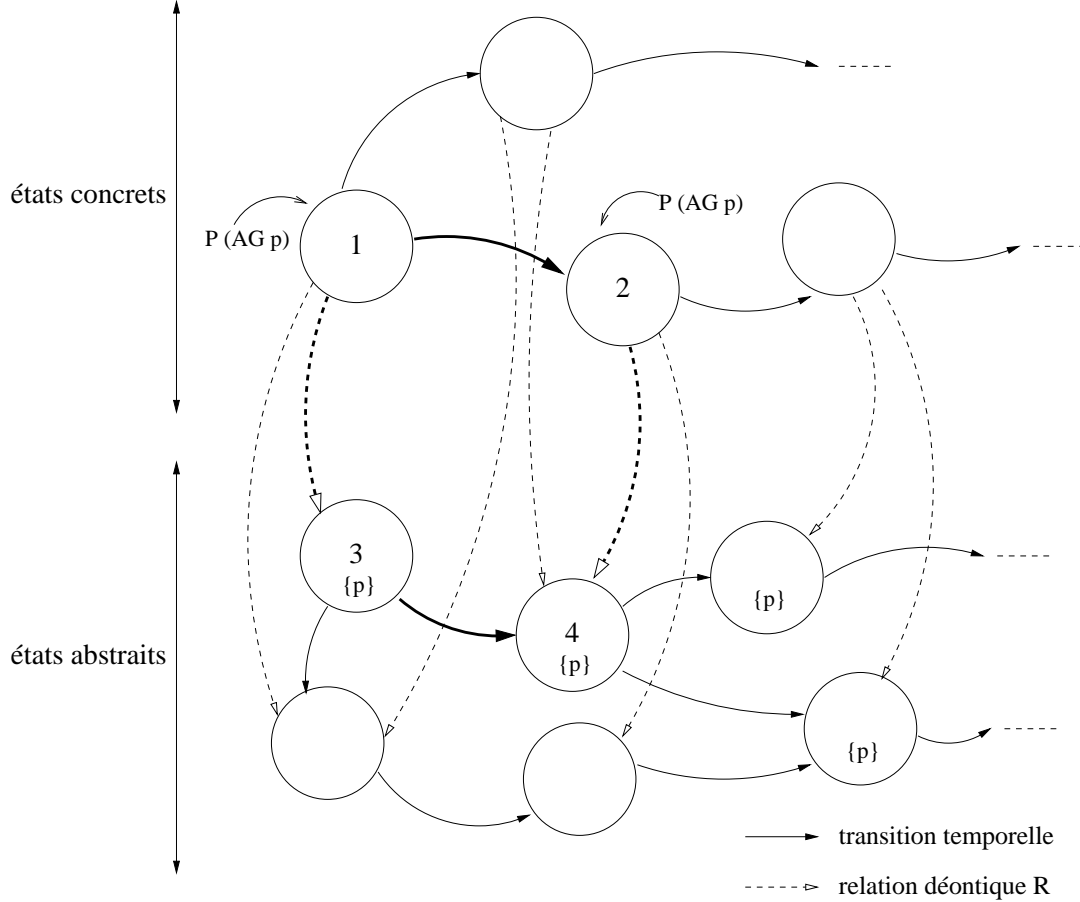 états concrets
P (AG p)
P (AG p)
1
2
3
{p}
{p}
4
{p}
états abstraits
{p}
transition temporelle
relation déontique R